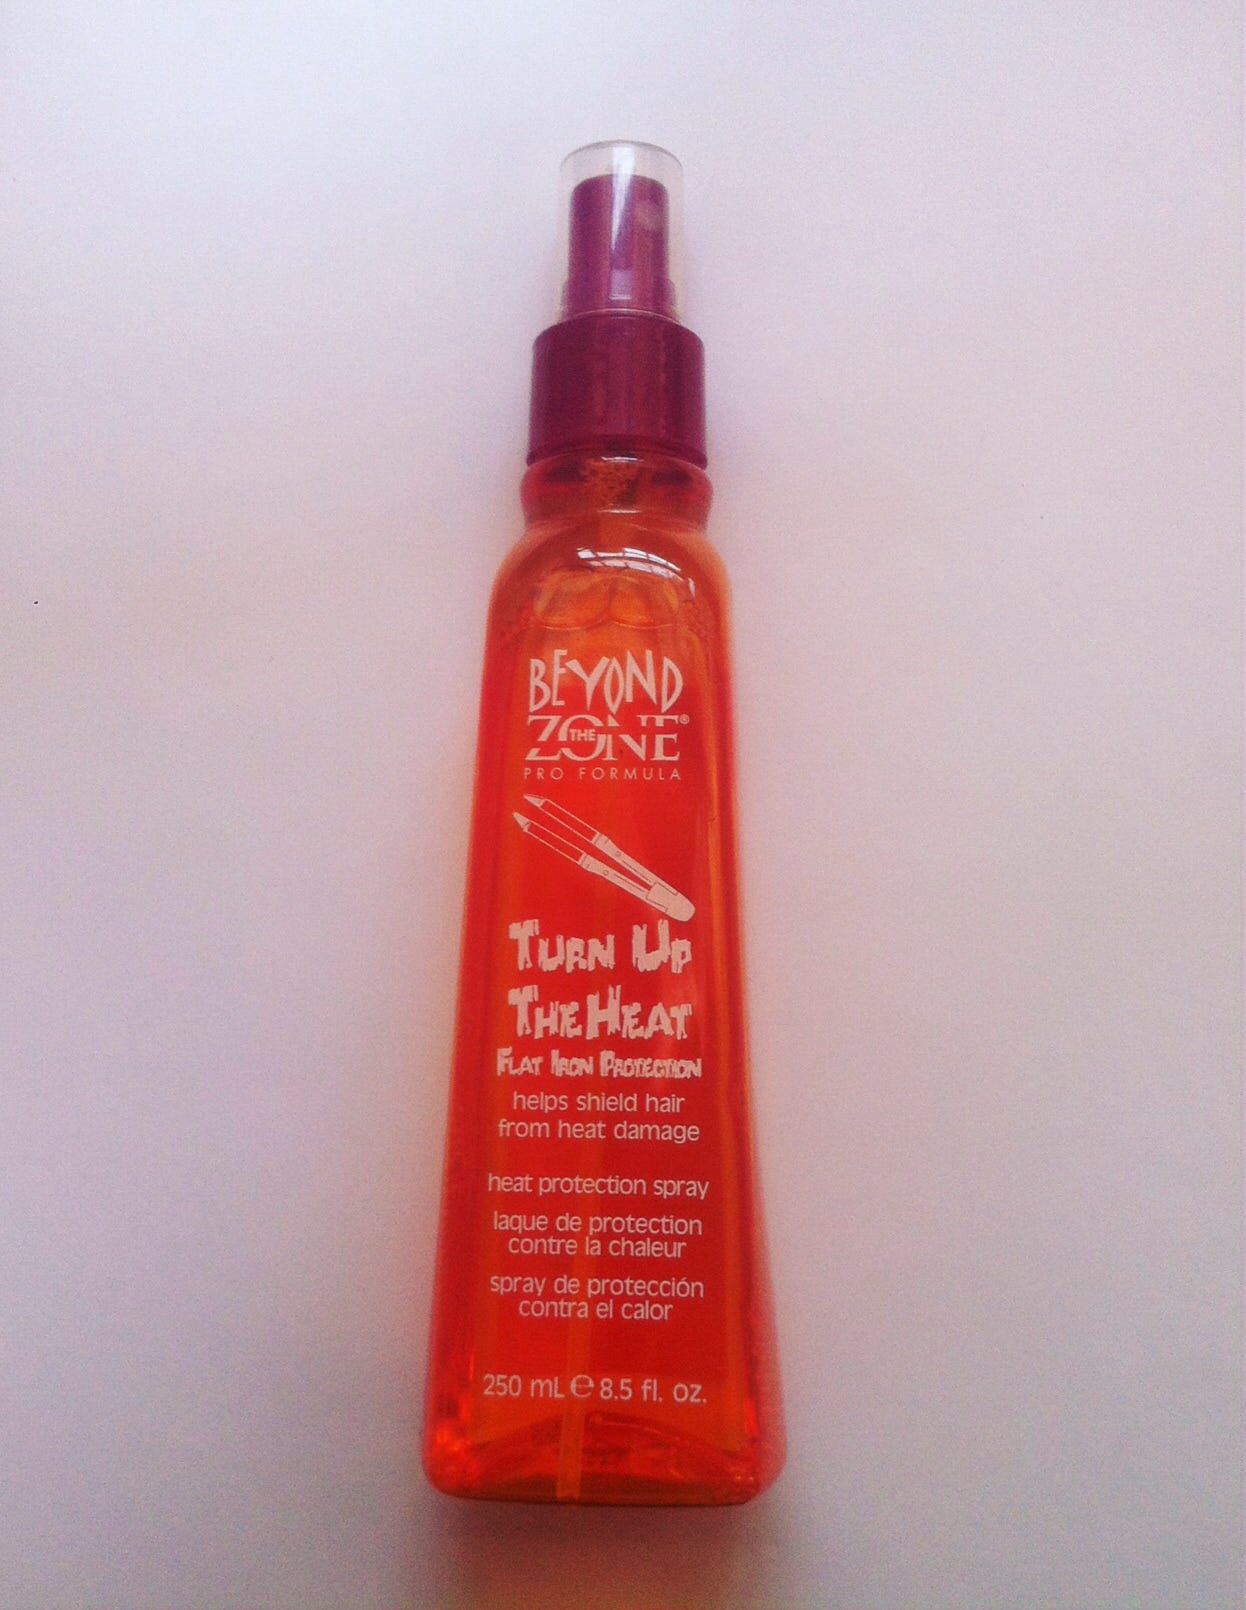 BEYOND
THE ZONE®
PRO FORMULA
TURN UP
THE HEAT
FLAT IRON PROTECTION
helps shield hair
from heat damage
heat protection spray
laque de protection
contre la chaleur
spray de protección
contra el calor
250 mL ℮ 8.5 fl. oz.